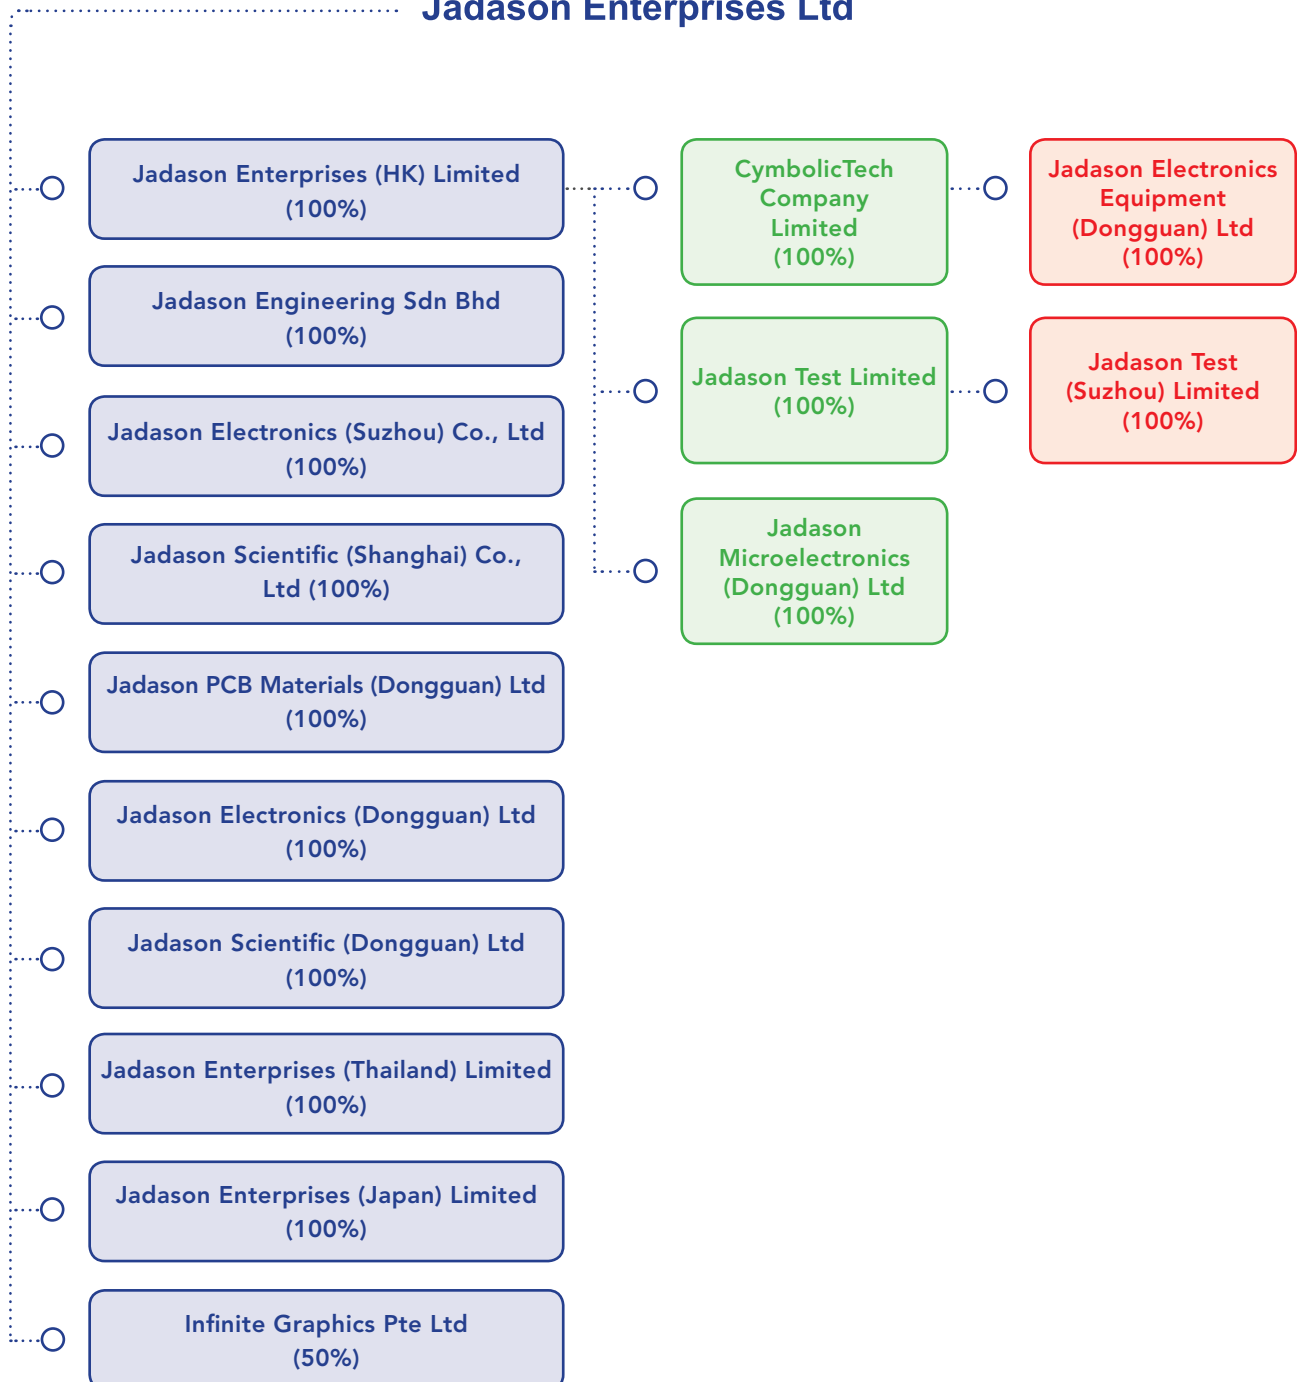 Jadason Enterprises Ltd
Jadason Enterprises (HK) Limited
(100%)
Jadason Engineering Sdn Bhd
(100%)
Jadason Electronics (Suzhou) Co., Ltd
(100%)
Jadason Scientific (Shanghai) Co.,
Ltd (100%)
Jadason PCB Materials (Dongguan) Ltd
(100%)
Jadason Electronics (Dongguan) Ltd
(100%)
Jadason Scientific (Dongguan) Ltd
(100%)
Jadason Enterprises (Thailand) Limited
(100%)
Jadason Enterprises (Japan) Limited
(100%)
Infinite Graphics Pte Ltd
(50%)
CymbolicTech
Company
Limited
(100%)
Jadason Test Limited
(100%)
Jadason
Microelectronics
(Dongguan) Ltd
(100%)
Jadason Electronics
Equipment
(Dongguan) Ltd
(100%)
Jadason Test
(Suzhou) Limited
(100%)